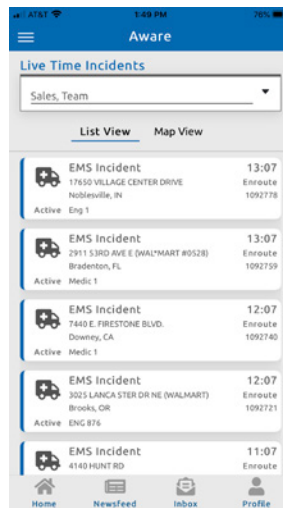 AT&T 1:49 PM 76%
Aware
Live Time Incidents
Sales, Team
List View Map View
EMS Incident 13:07
17650 VILLAGE CENTER DRIVE Enroute
Noblesville, IN 1092778
Active Eng 1
EMS Incident 13:07
2911 53RD AVE E (WAL*MART #0528) Enroute
Bradenton, FL 1092759
Active Medic 1
EMS Incident 12:07
7440 E. FIRESTONE BLVD. Enroute
Downey, CA 1092740
Active Medic 1
EMS Incident 12:07
3025 LANCA STER DR NE (WALMART) Enroute
Brooks, OR 1092721
Active ENG 876
EMS Incident 11:07
4140 HUNT RD Enroute
Home Newsfeed Inbox Profile